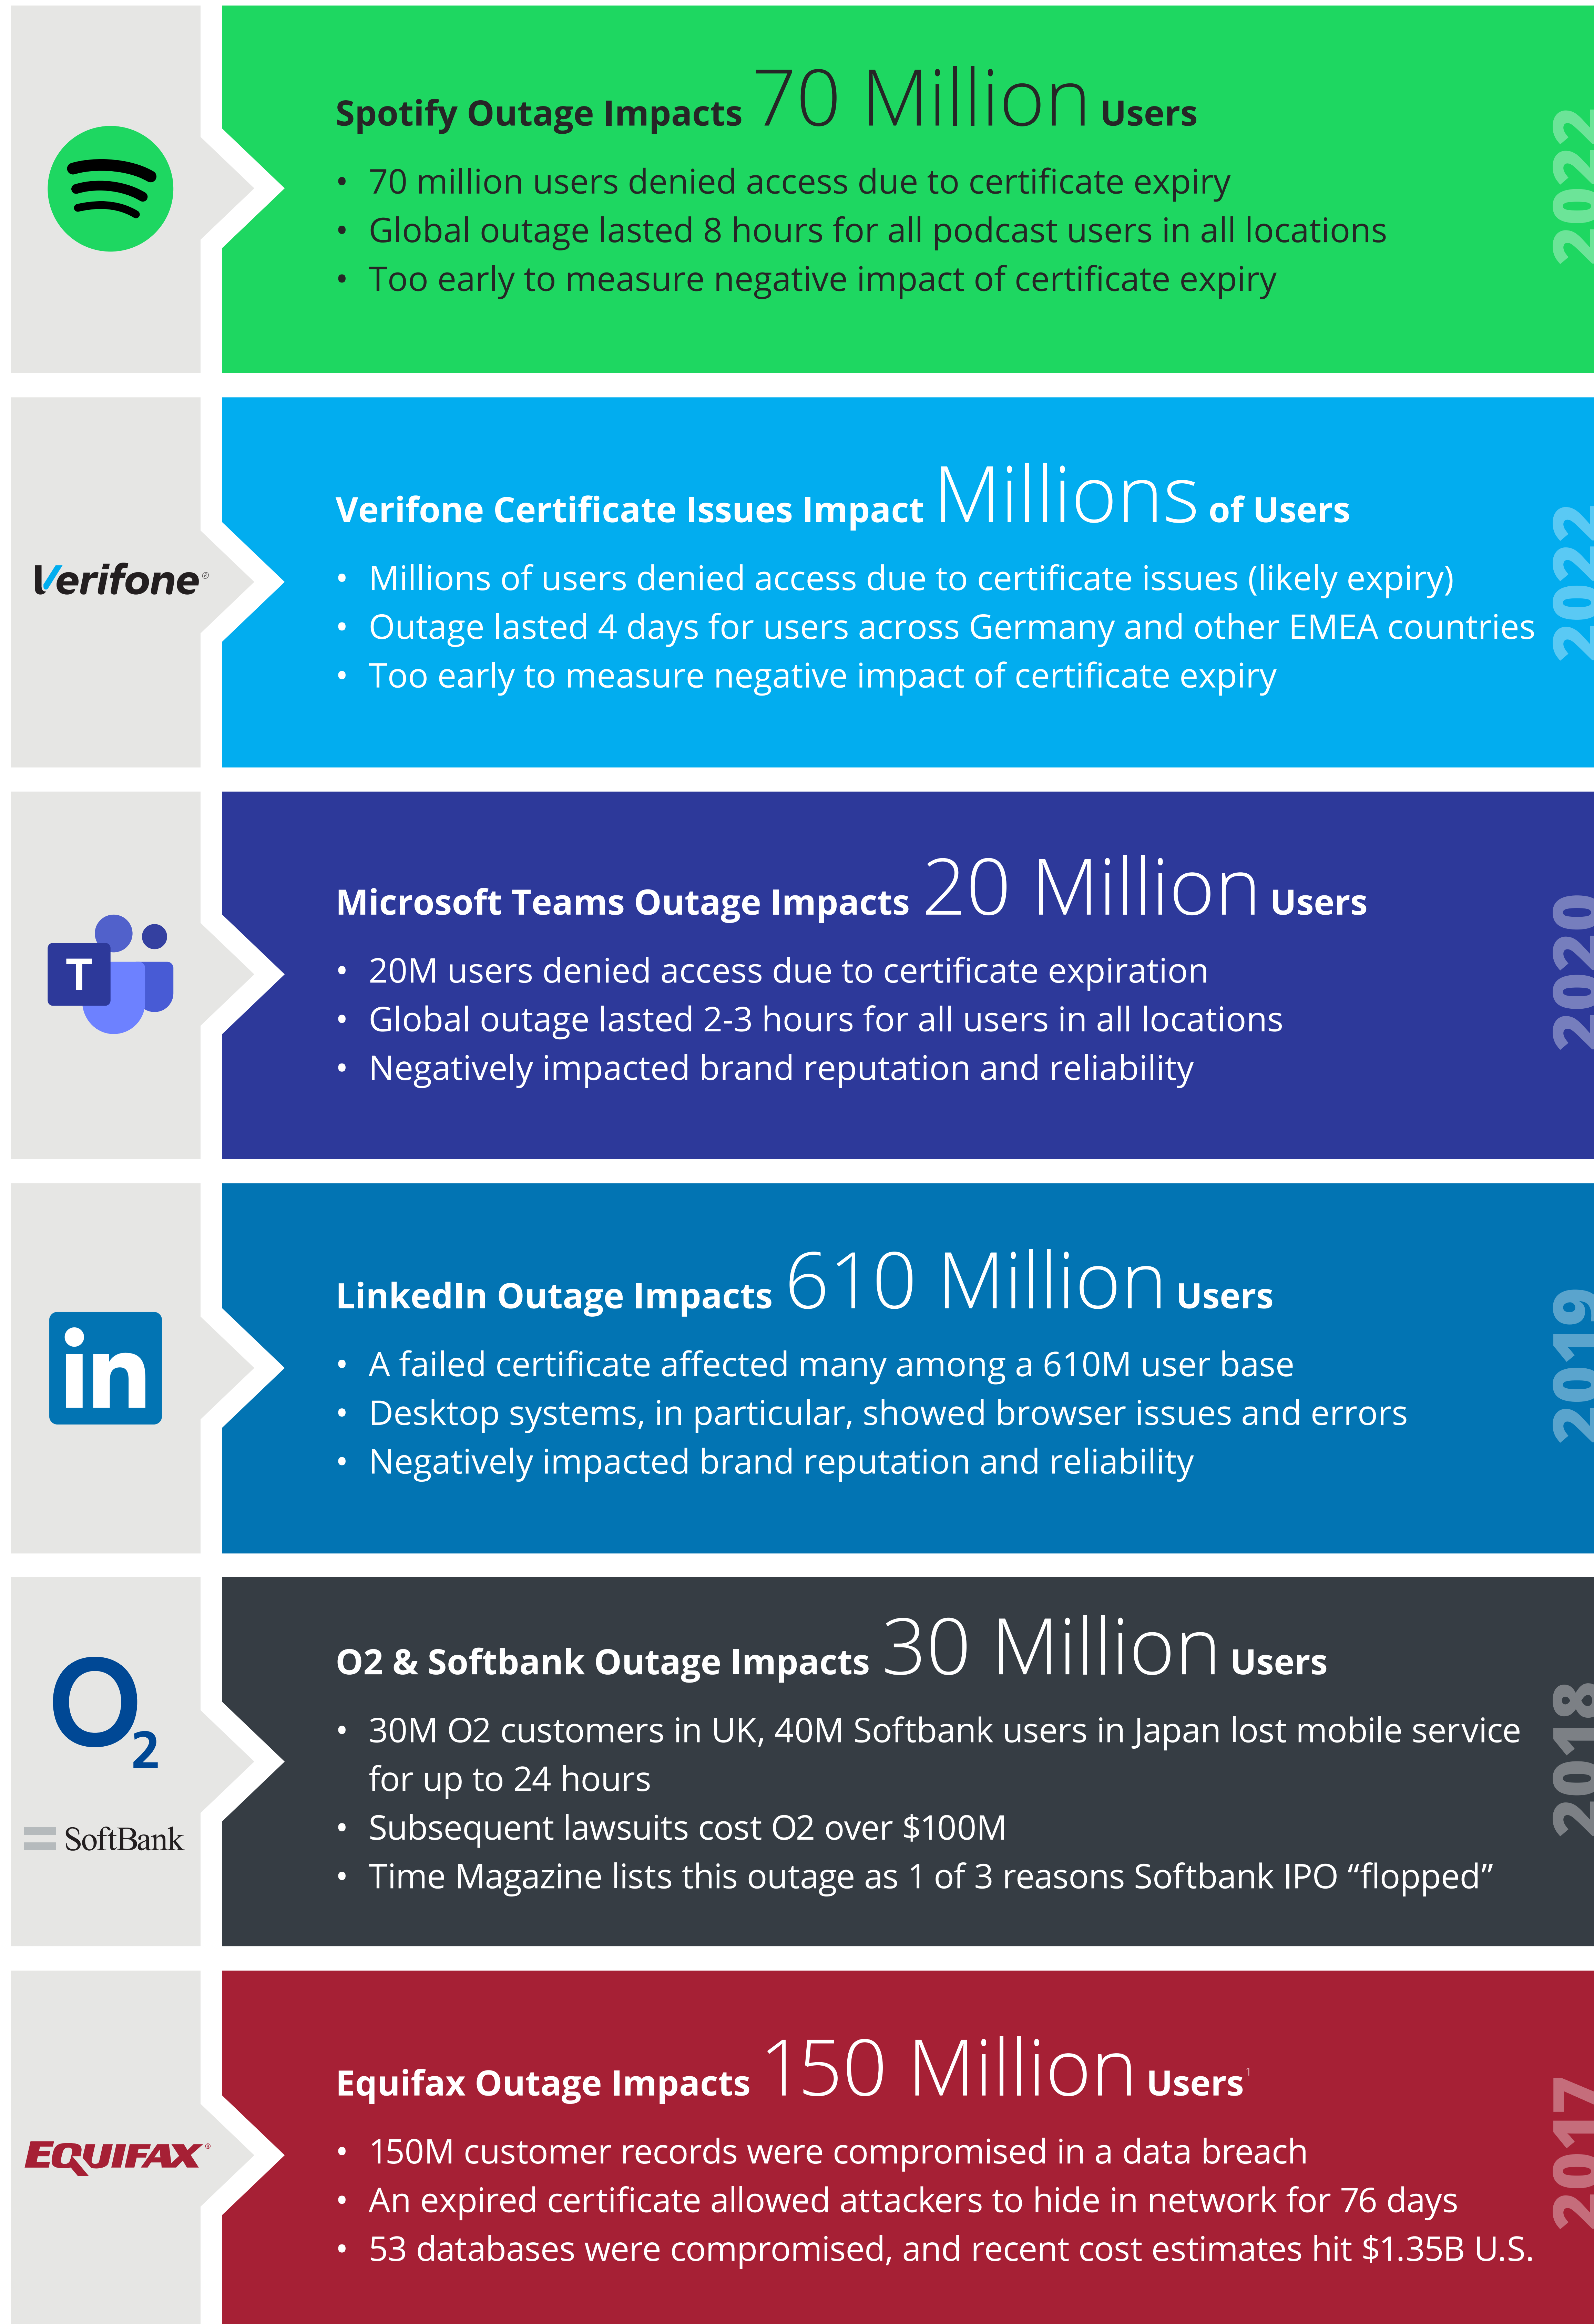 Spotify Outage Impacts 70 Million Users
• 70 million users denied access due to certificate expiry
• Global outage lasted 8 hours for all podcast users in all locations
• Too early to measure negative impact of certificate expiry
2022
Verifone®
Verifone Certificate Issues Impact Millions of Users
• Millions of users denied access due to certificate issues (likely expiry)
• Outage lasted 4 days for users across Germany and other EMEA countries
• Too early to measure negative impact of certificate expiry
2022
T
Microsoft Teams Outage Impacts 20 Million Users
• 20M users denied access due to certificate expiration
• Global outage lasted 2-3 hours for all users in all locations
• Negatively impacted brand reputation and reliability
2020
in
LinkedIn Outage Impacts 610 Million Users
• A failed certificate affected many among a 610M user base
• Desktop systems, in particular, showed browser issues and errors
• Negatively impacted brand reputation and reliability
2019
O2
SoftBank
O2 & Softbank Outage Impacts 30 Million Users
• 30M O2 customers in UK, 40M Softbank users in Japan lost mobile service
for up to 24 hours
• Subsequent lawsuits cost O2 over $100M
• Time Magazine lists this outage as 1 of 3 reasons Softbank IPO “flopped”
2018
EQUIFAX®
Equifax Outage Impacts 150 Million Users¹
• 150M customer records were compromised in a data breach
• An expired certificate allowed attackers to hide in network for 76 days
• 53 databases were compromised, and recent cost estimates hit $1.35B U.S.
2017